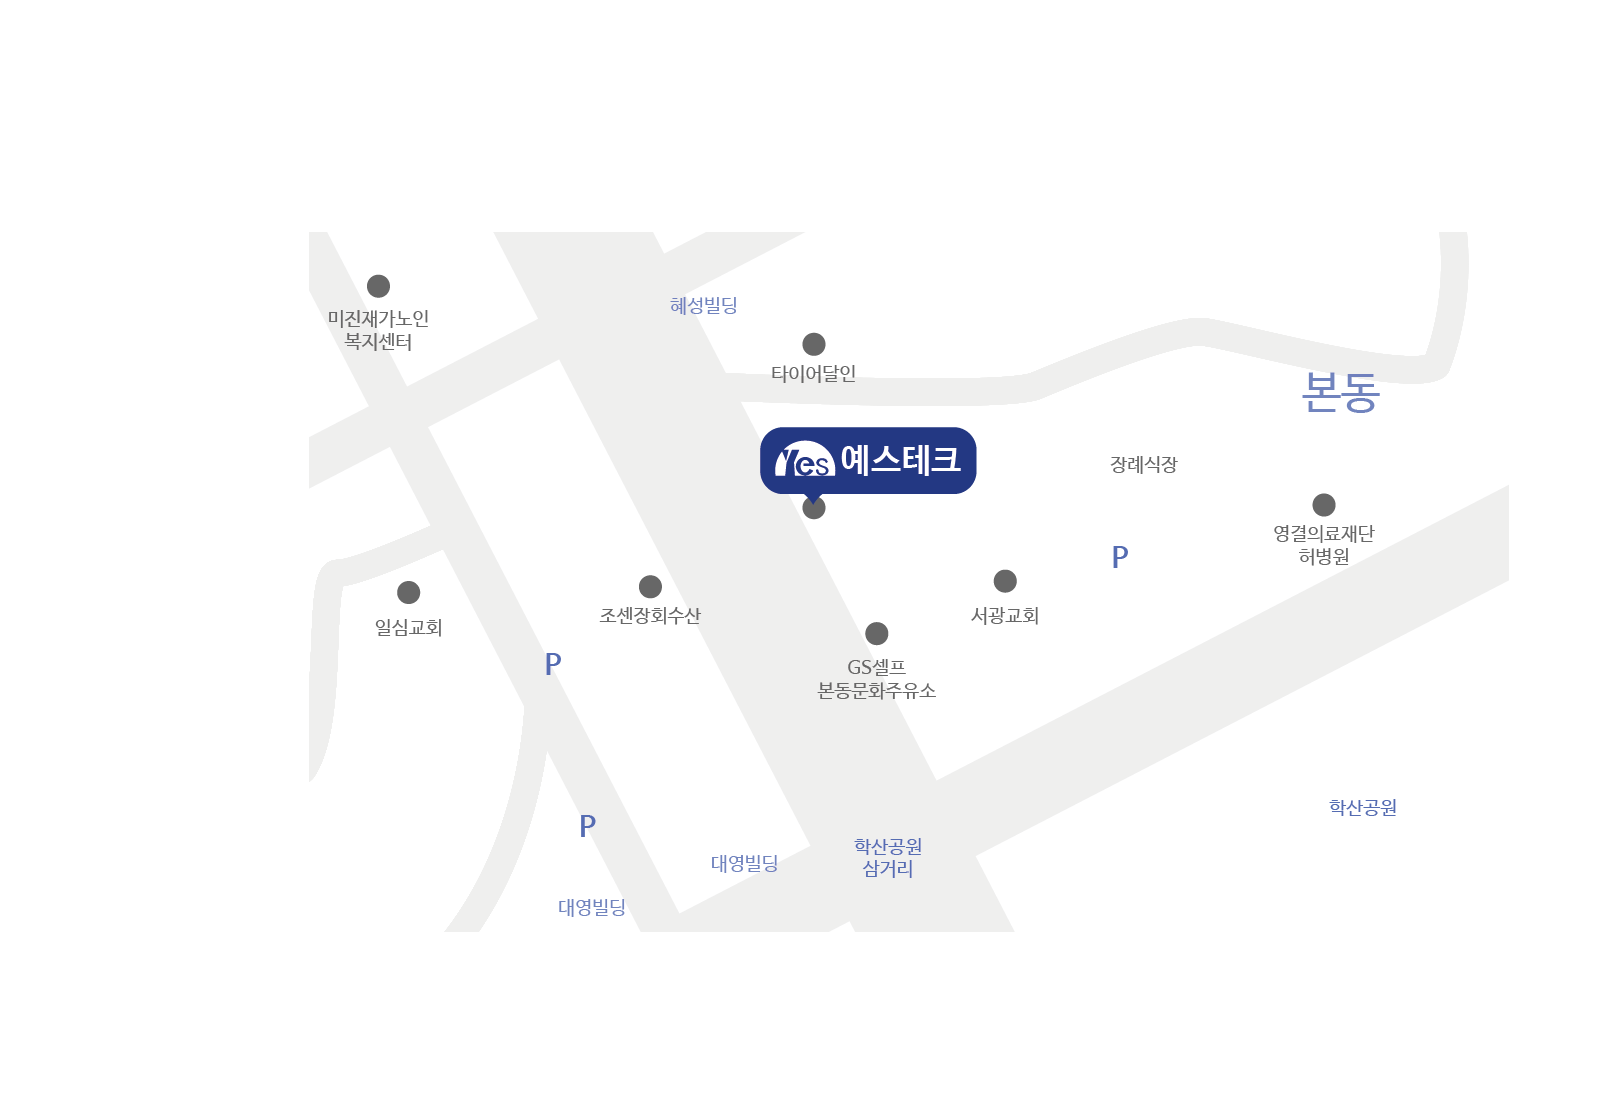 미진재가노인
복지센터
혜성빌딩
타이어달인
본동
Yes 예스테크
장례식장
영결의료재단
허병원
P
일심교회
조센장회수산
서광교회
P
GS셀프
본동문화주유소
학산공원
P
학산공원
삼거리
대영빌딩
대영빌딩